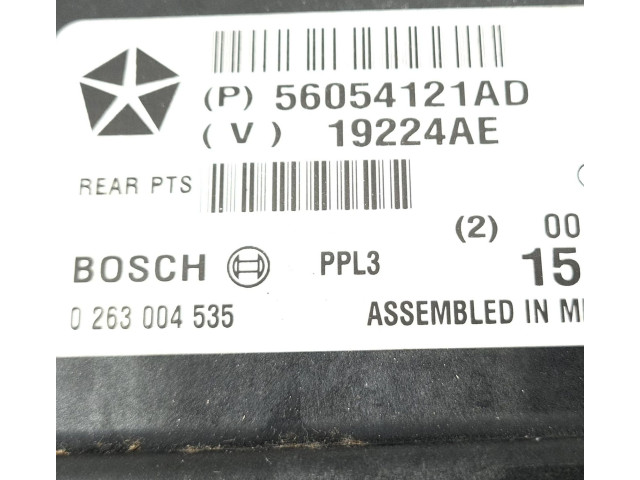 (P) 56054121AD
(V) 19224AE
REAR PTS
(2) 00
BOSCH PPL3 15
0 263 004 535 ASSEMBLED IN